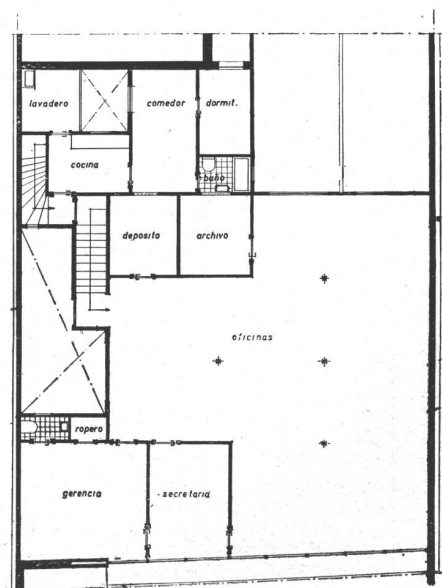 lavadero
comedor
dormit.
cocina
baño
deposito
archivo
oficinas
ropero
gerencia
secretaria